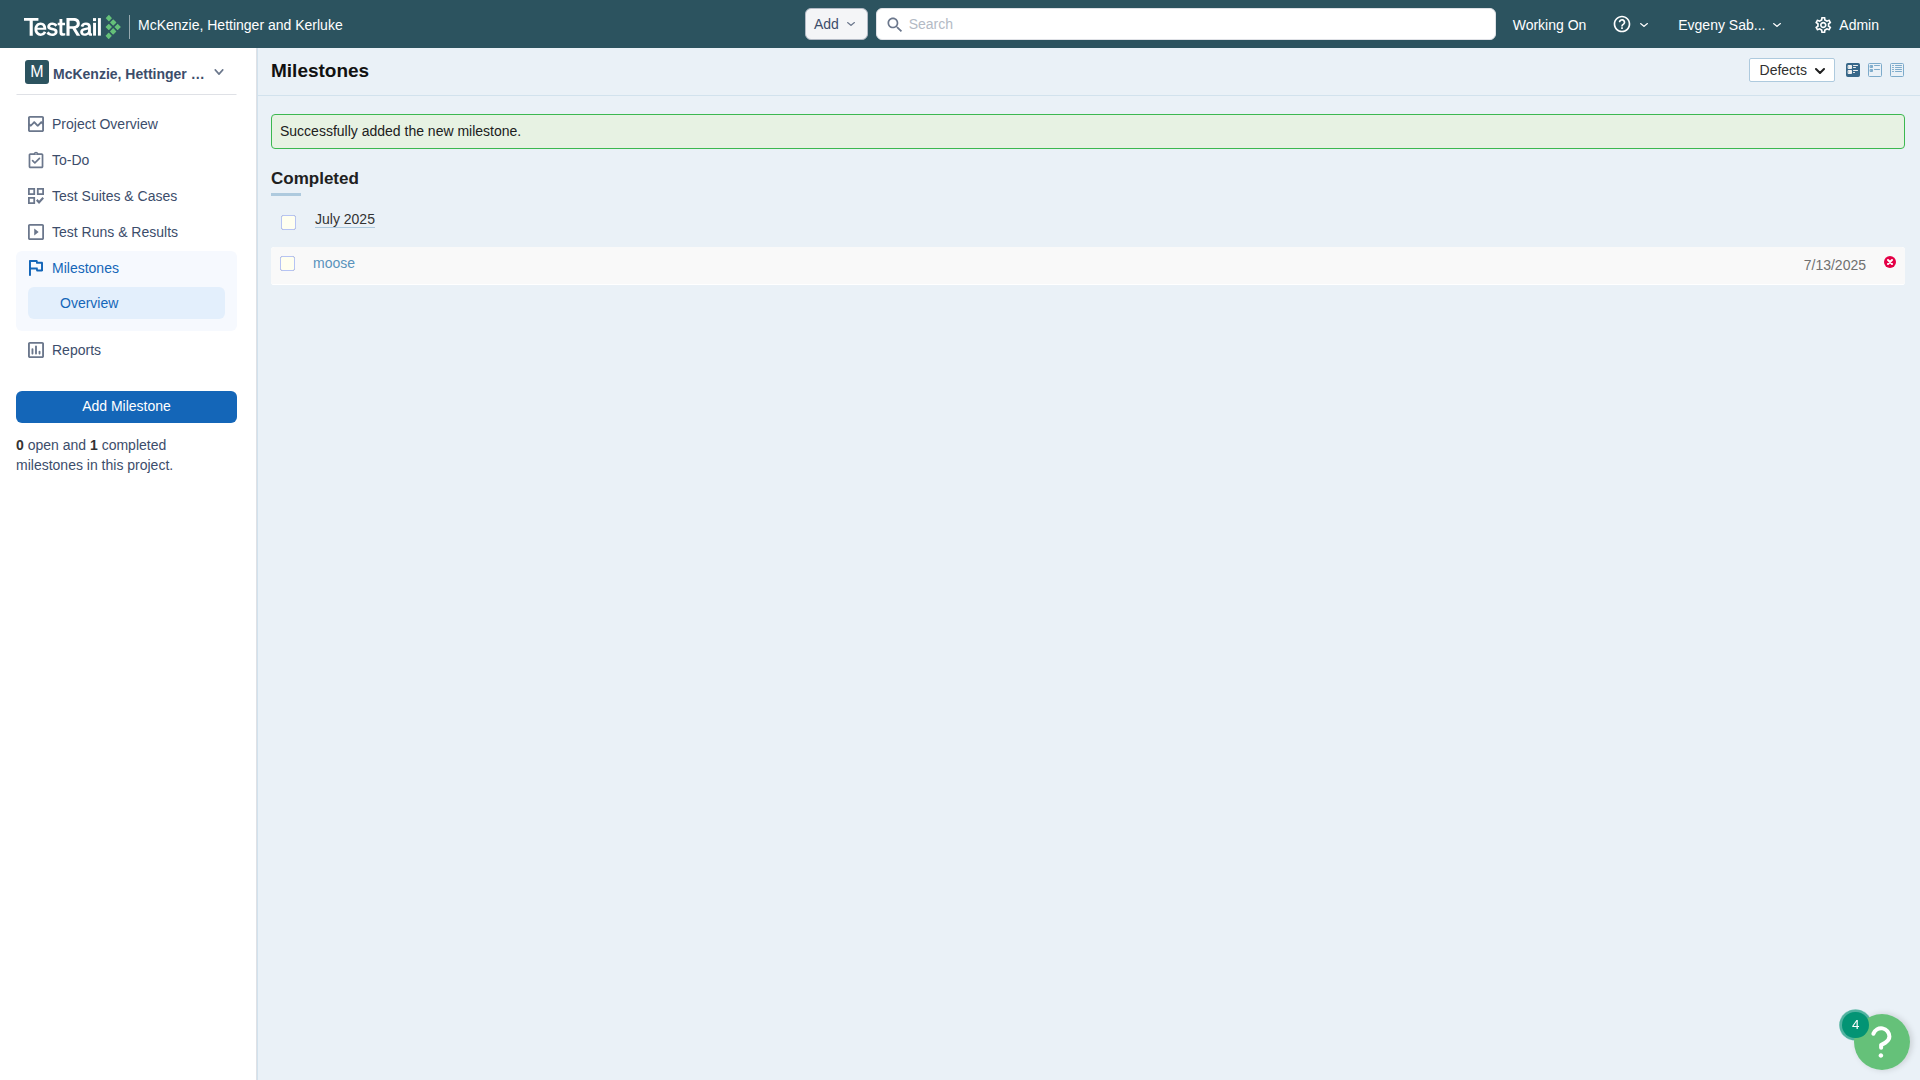 TestRail
McKenzie, Hettinger and Kerluke
Add
Search
Working On
Evgeny Sab...
Admin
M
McKenzie, Hettinger ...
Project Overview
To-Do
Test Suites & Cases
Test Runs & Results
Milestones
Overview
Reports
Add Milestone
0 open and 1 completed
milestones in this project.
Milestones
Defects
Successfully added the new milestone.
Completed
July 2025
moose
7/13/2025
4
?